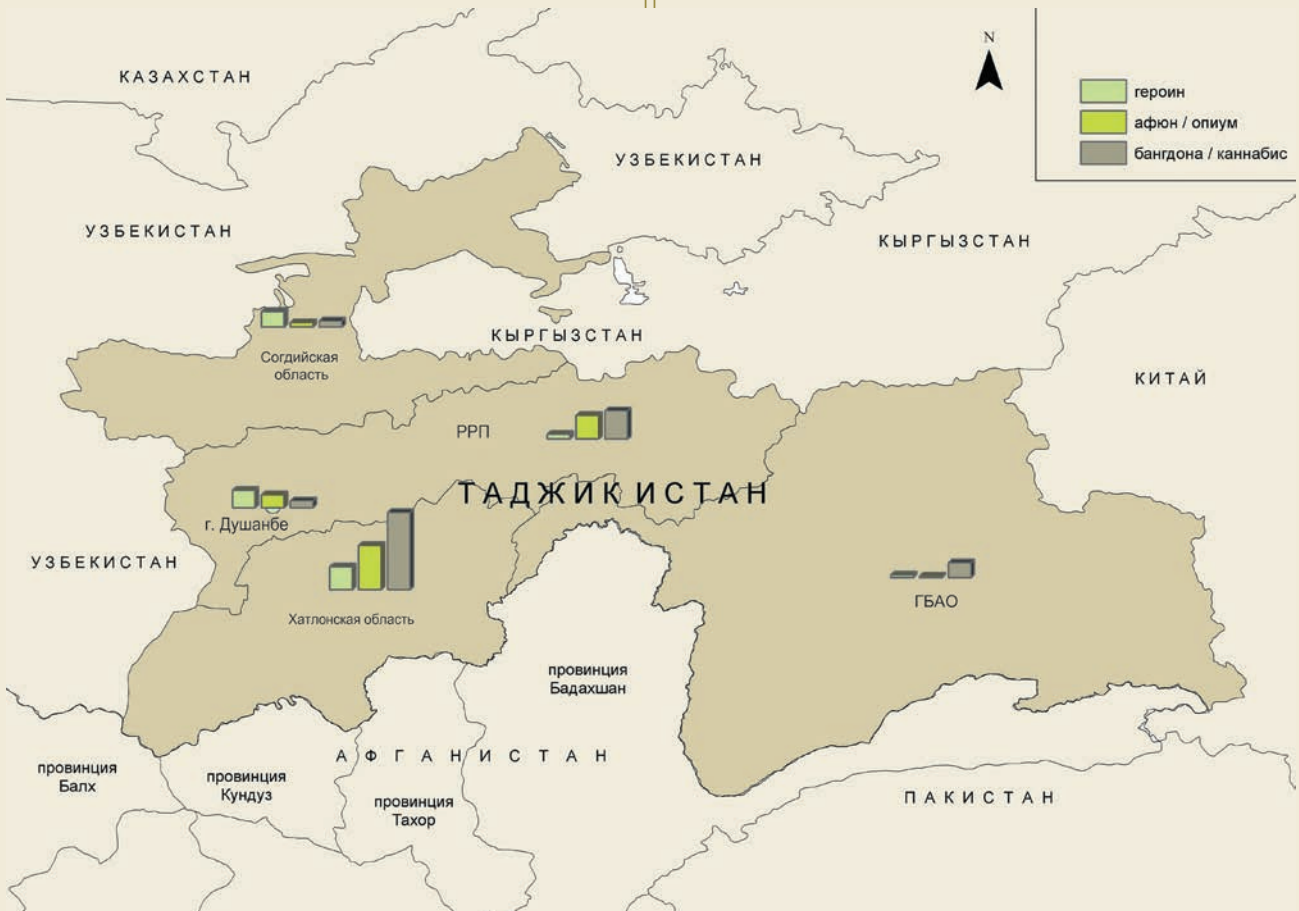 N
КАЗАХСТАН
героин
афюн / опиум
бангдона / каннабис
УЗБЕКИСТАН
УЗБЕКИСТАН
КЫРГЫЗСТАН
КЫРГЫЗСТАН
Согдийская
область
КИТАЙ
РРП
ТАДЖИКИСТАН
г. Душанбе
УЗБЕКИСТАН
ГБАО
Хатлонская область
провинция
Бадахшан
АФГАНИСТАН
провинция
Балх
провинция
Кундуз
провинция
Тахор
ПАКИСТАН